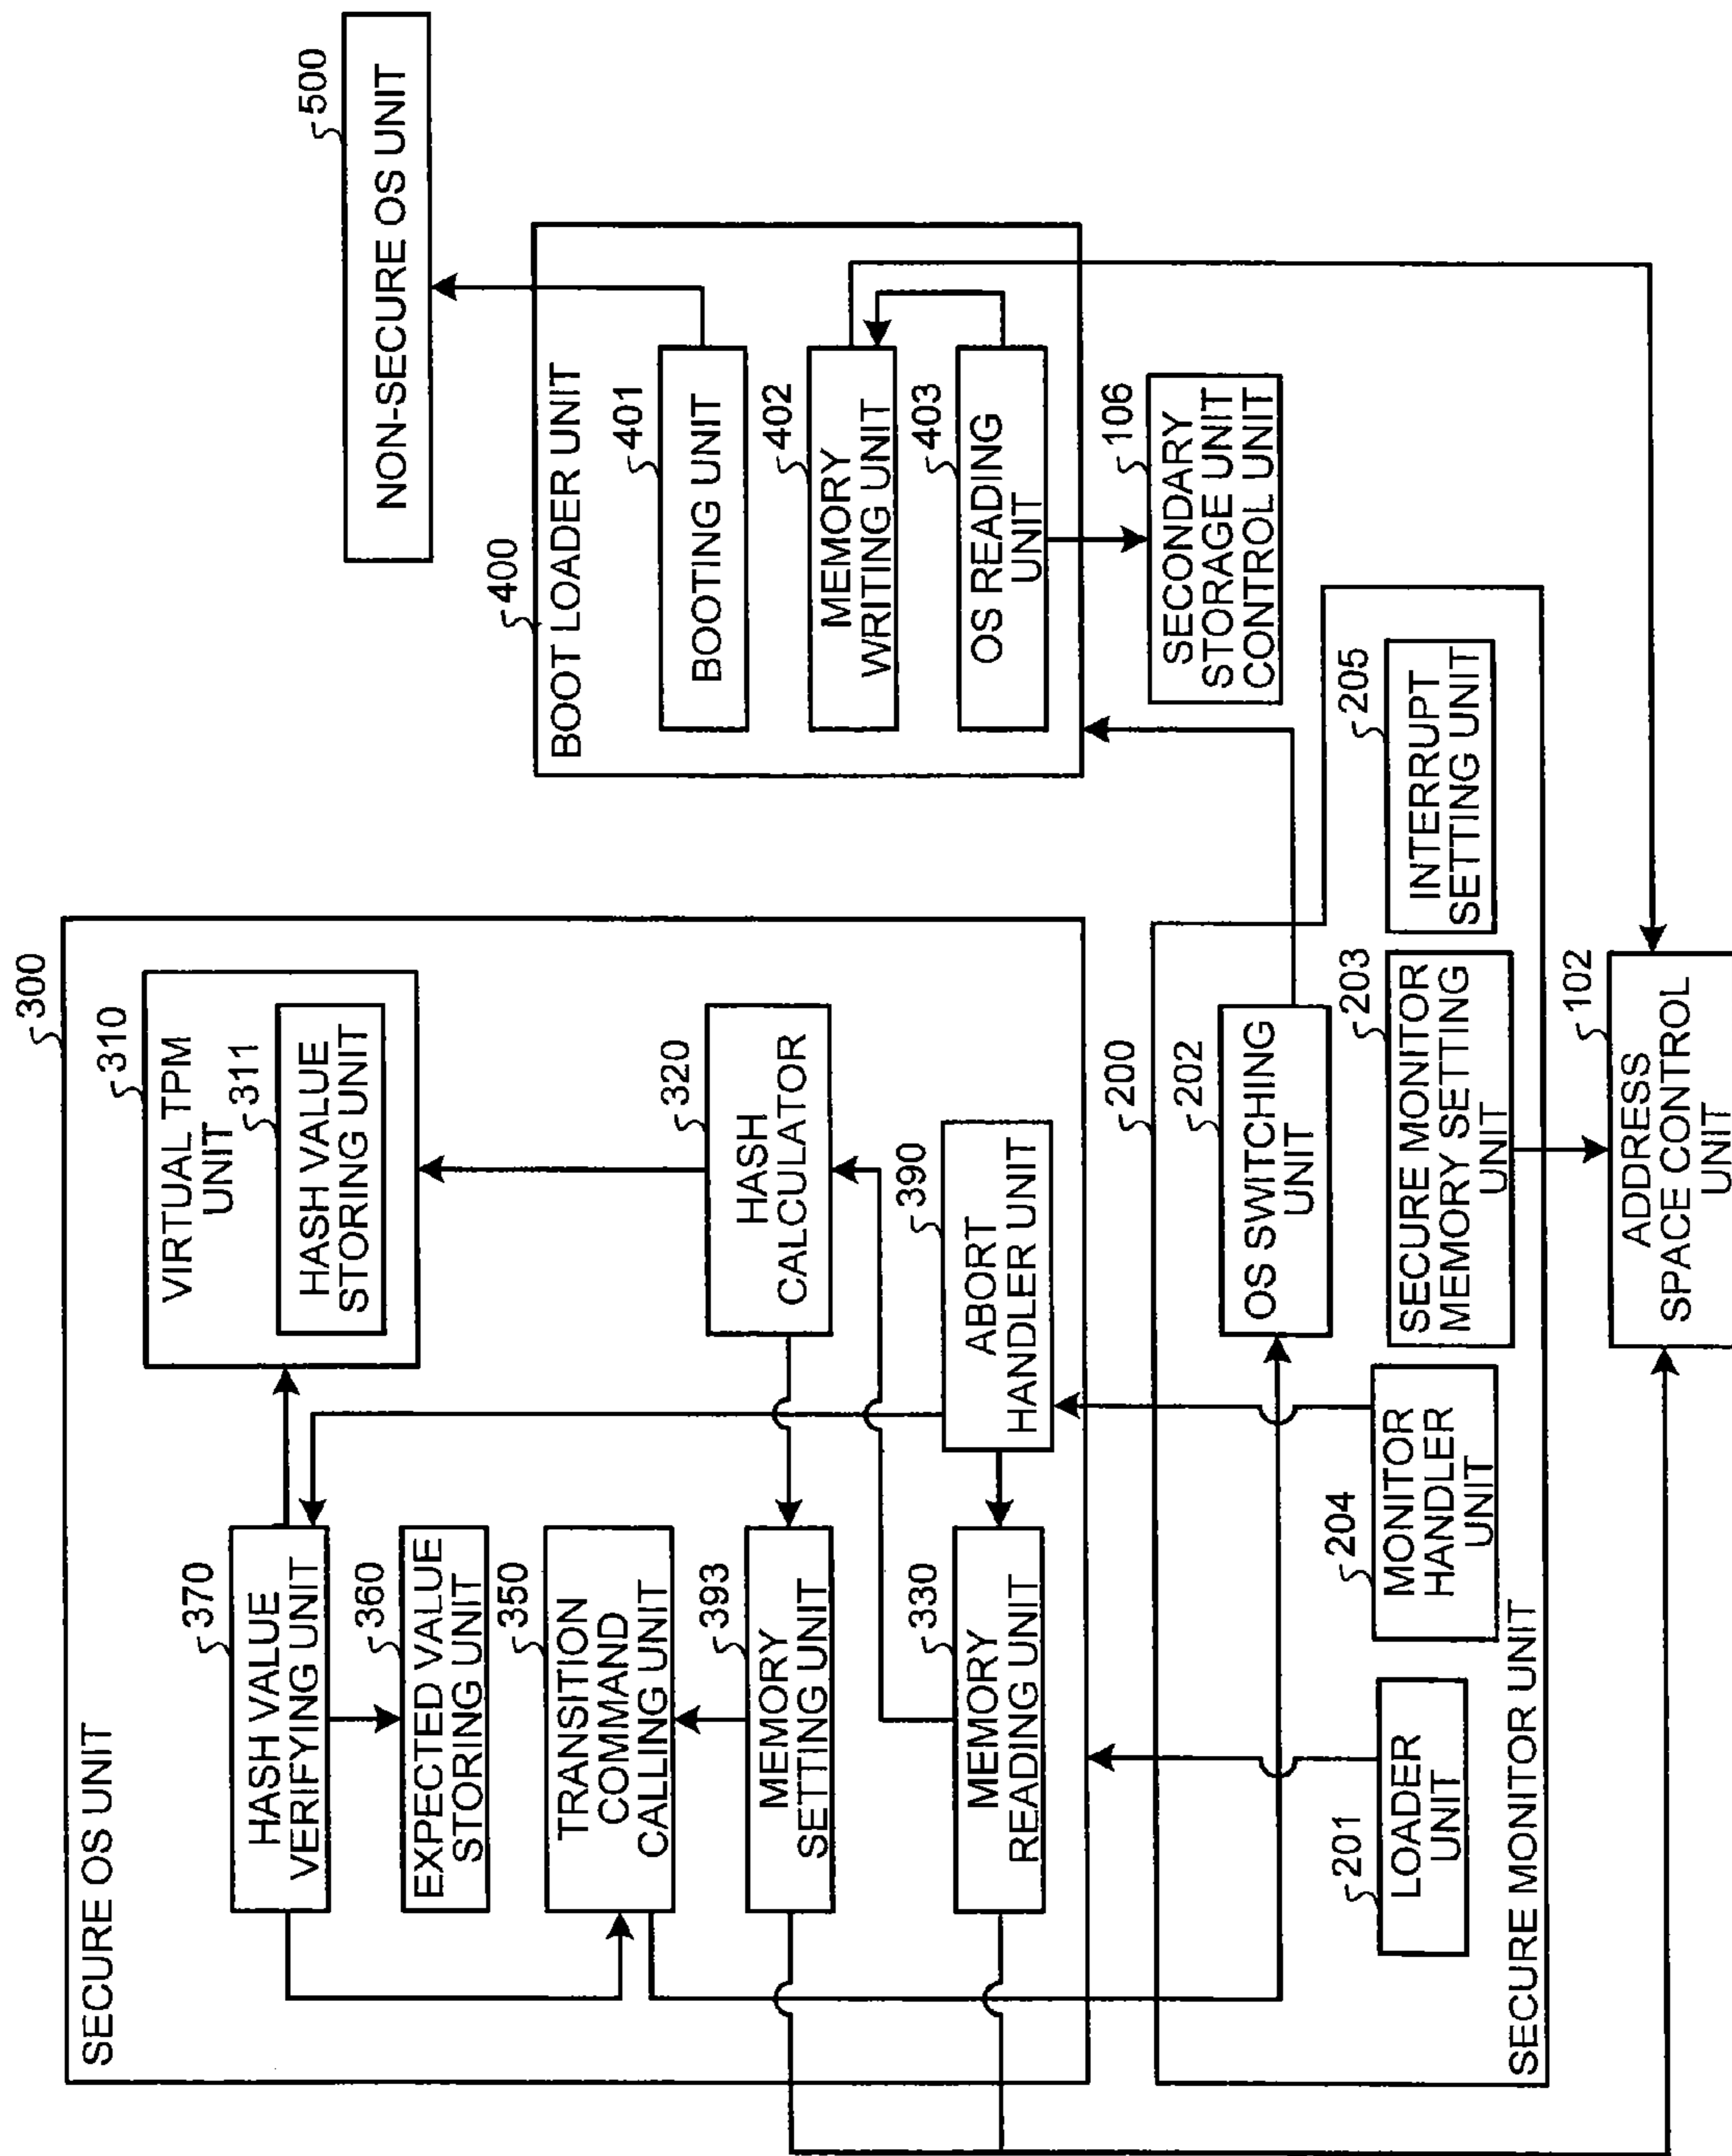 SECURE OS UNIT
300
370
HASH VALUE
VERIFYING UNIT
360
EXPECTED VALUE
STORING UNIT
350
TRANSITION
COMMAND
CALLING UNIT
393
MEMORY
SETTING UNIT
330
MEMORY
READING UNIT
VIRTUAL TPM
UNIT
310
311
HASH VALUE
STORING UNIT
320
HASH
CALCULATOR
390
ABORT
HANDLER UNIT
SECURE MONITOR UNIT
200
201
LOADER
UNIT
204
MONITOR
HANDLER
UNIT
202
OS SWITCHING
UNIT
203
SECURE MONITOR
MEMORY SETTING
UNIT
205
INTERRUPT
SETTING UNIT
102
ADDRESS
SPACE CONTROL
UNIT
400
BOOT LOADER UNIT
401
BOOTING UNIT
402
MEMORY
WRITING UNIT
403
OS READING
UNIT
106
SECONDARY
STORAGE UNIT
CONTROL UNIT
500
NON-SECURE OS UNIT